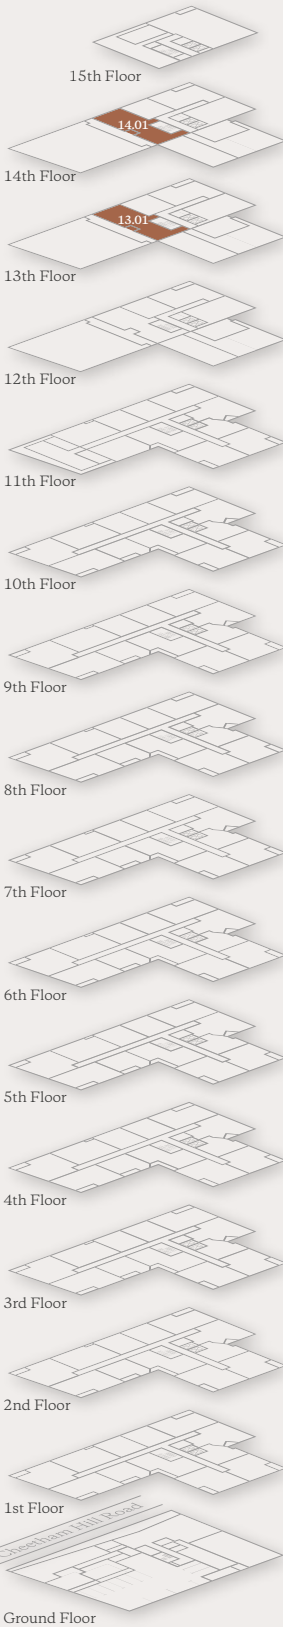 15th Floor
14.01
14th Floor
13.01
13th Floor
12th Floor
11th Floor
10th Floor
9th Floor
8th Floor
7th Floor
6th Floor
5th Floor
4th Floor
3rd Floor
2nd Floor
1st Floor
Cheetham Hill Road
Ground Floor